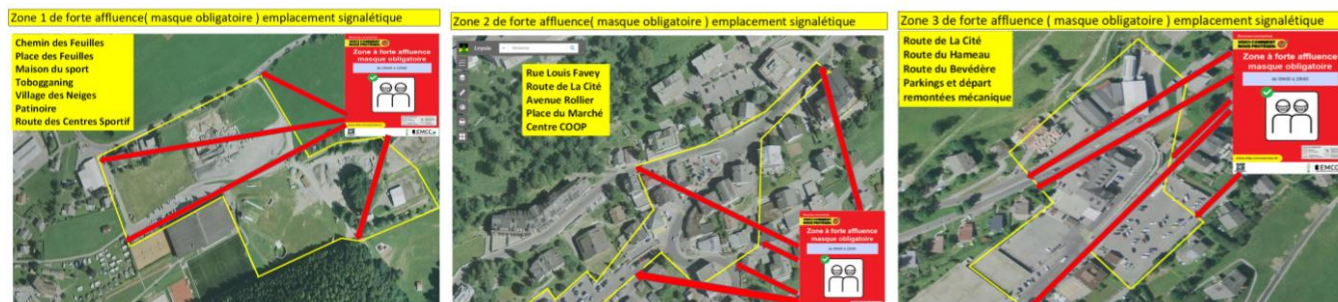 Zone 1 de forte affluence( masque obligatoire ) emplacement signalétique
Chemin des Feuilles
Place des Feuilles
Maison du sport
Tobogganing
Village des Neiges
Patinoire
Route des Centres Sportif
Zone à forte affluence
masque obligatoire
EMCC
Zone 2 de forte affluence( masque obligatoire ) emplacement signalétique
Leysin
Rue Louis Favey
Route de La Cité
Avenue Rollier
Place du Marché
Centre COOP
Zone à forte affluence
masque obligatoire
Zone 3 de forte affluence ( masque obligatoire ) emplacement signalétique
Route de La Cité
Route du Hameau
Route du Bevédère
Parkings et départ
remontées mécanique
Zone à forte affluence
masque obligatoire
EMCC